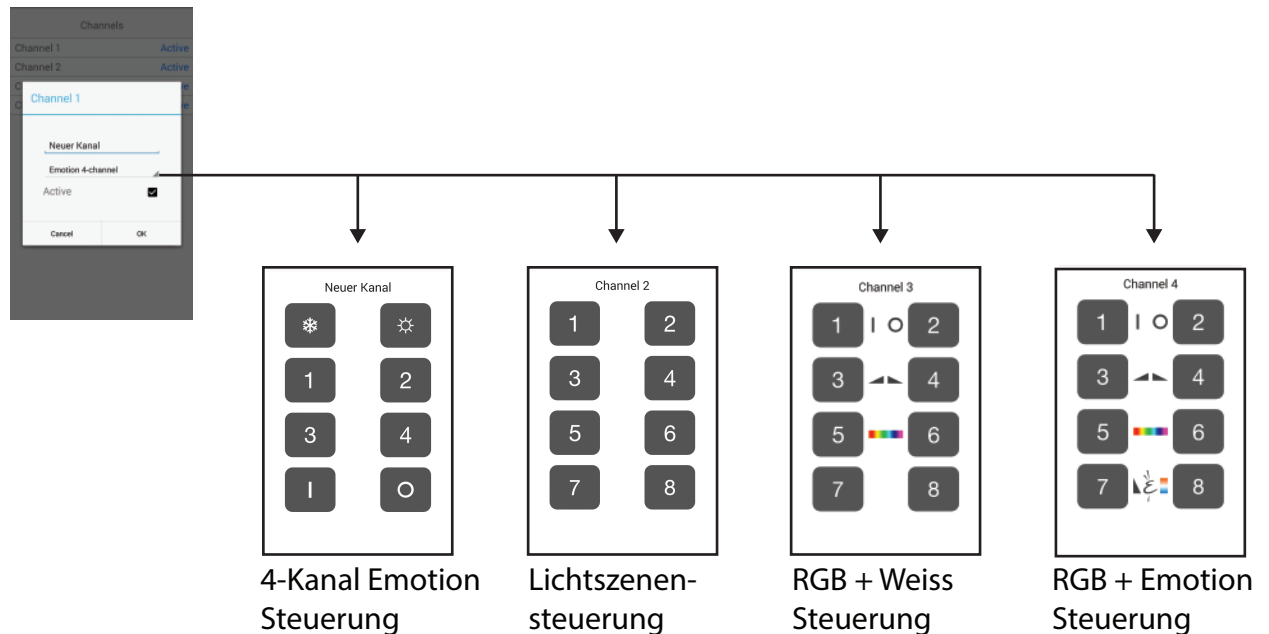 Channels
Channel 1 Active
Channel 2 Active
Channel 1
Neuer Kanal
Emotion 4-channel
Active
Cancel OK
Neuer Kanal
1 2
3 4
I O
Channel 2
1 2
3 4
5 6
7 8
Channel 3
1 I O 2
3 4
5 6
7 8
Channel 4
1 I O 2
3 4
5 6
7 8
4-Kanal Emotion
Steuerung
Lichtszenen-
steuerung
RGB + Weiss
Steuerung
RGB + Emotion
Steuerung